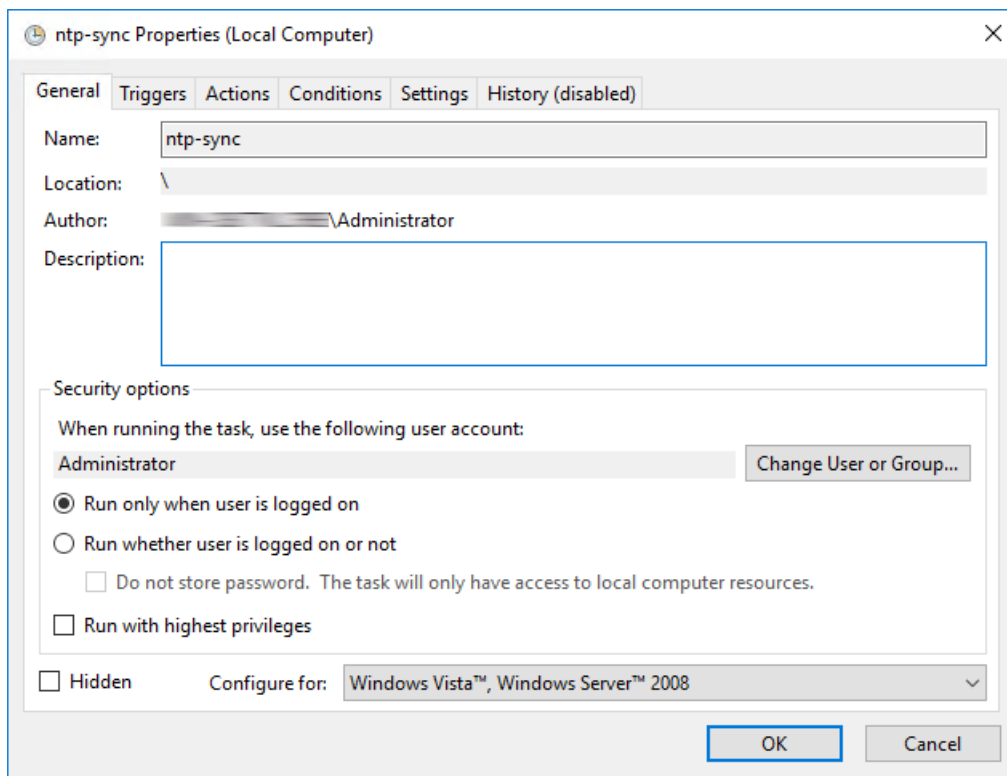 ntp-sync Properties (Local Computer)
General Triggers Actions Conditions Settings History (disabled)
Name: ntp-sync
Location: \
Author: \Administrator
Description:
Security options
When running the task, use the following user account:
Administrator Change User or Group...
Run only when user is logged on
Run whether user is logged on or not
Do not store password. The task will only have access to local computer resources.
Run with highest privileges
Hidden Configure for: Windows Vista™, Windows Server™ 2008
OK Cancel